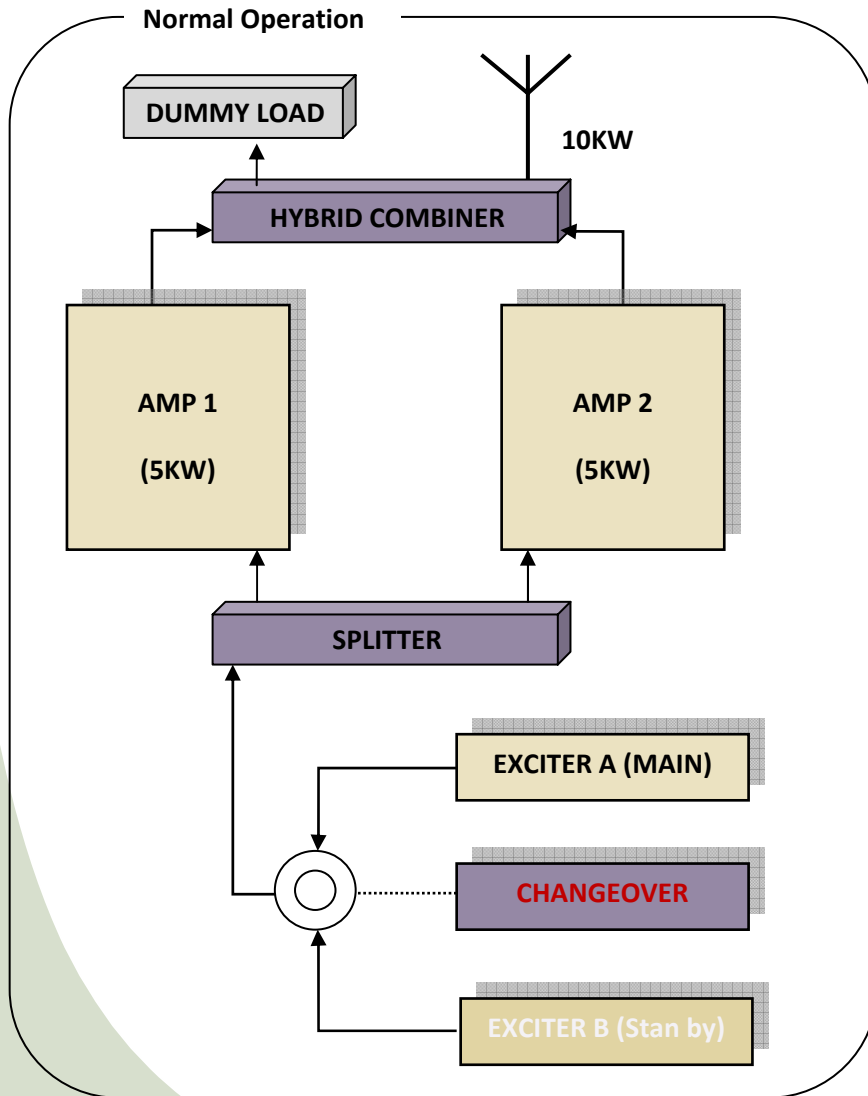 Normal Operation
DUMMY LOAD
10KW
HYBRID COMBINER
AMP 1
(5KW)
AMP 2
(5KW)
SPLITTER
EXCITER A (MAIN)
CHANGEOVER
EXCITER B (Stan by)